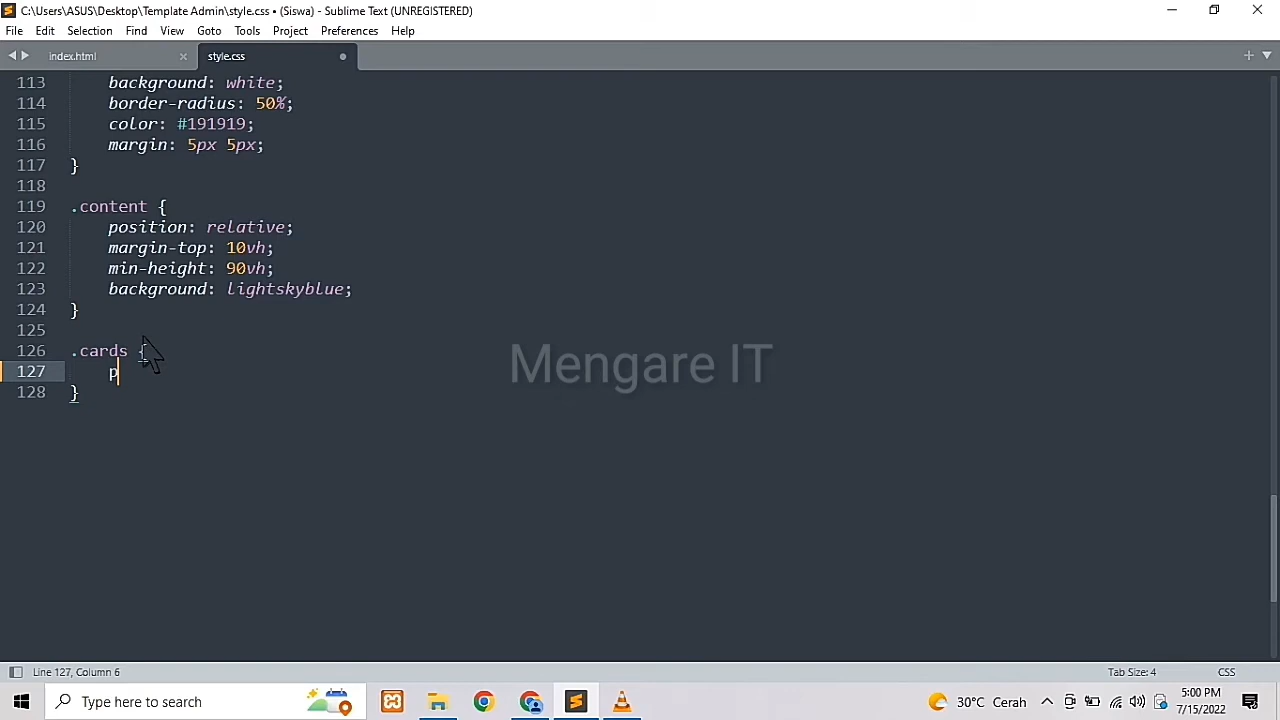 C:\Users\ASUS\Desktop\Template Admin\style.css • (Siswa) - Sublime Text (UNREGISTERED)
File Edit Selection Find View Goto Tools Project Preferences Help
index.html style.css
113 background: white;
114 border-radius: 50%;
115 color: #191919;
116 margin: 5px 5px;
117 }
118
119 .content {
120 position: relative;
121 margin-top: 10vh;
122 min-height: 90vh;
123 background: lightskyblue;
124 }
125
126 .cards {
127 p
128 }
Mengare IT
Line 127, Column 6 Tab Size: 4 CSS
Type here to search 30°C Cerah 5:00 PM
7/15/2022